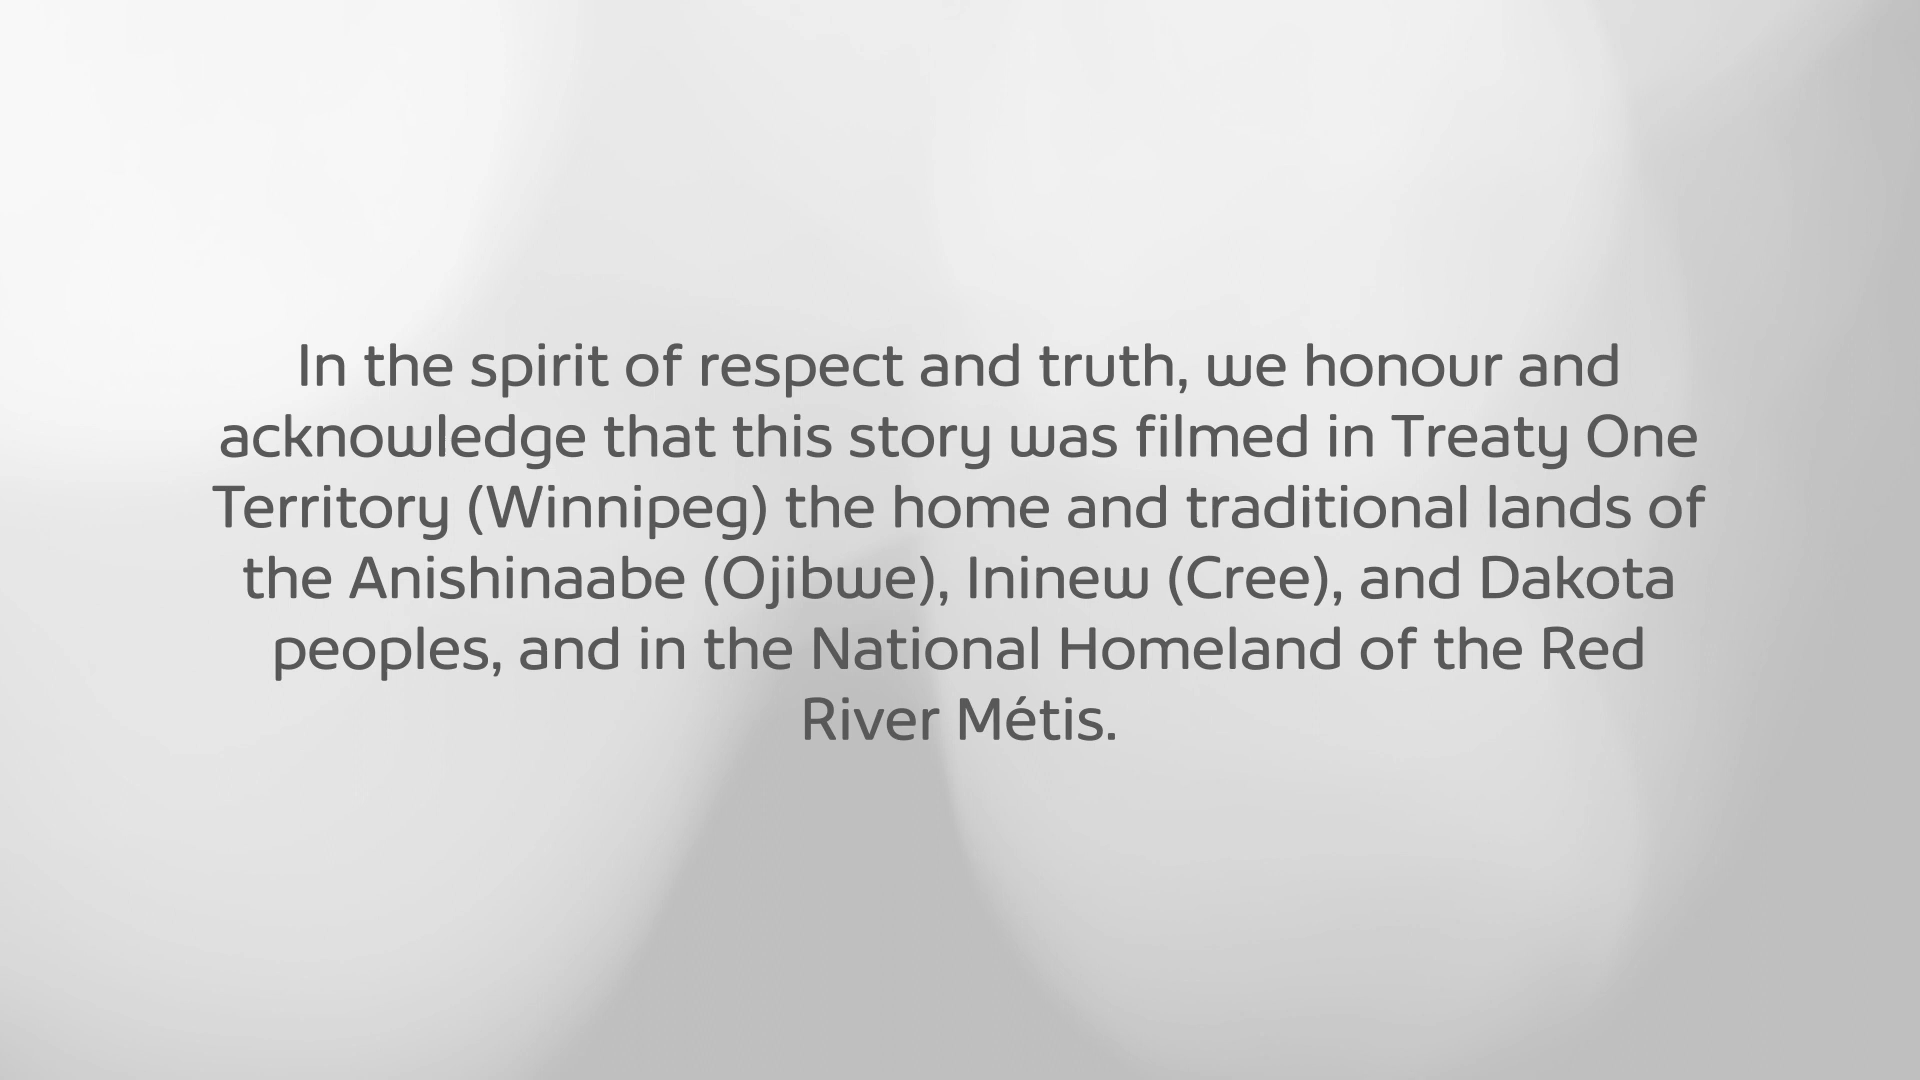 In the spirit of respect and truth, we honour and
acknowledge that this story was filmed in Treaty One
Territory (Winnipeg) the home and traditional lands of
the Anishinaabe (Ojibwe), Ininew (Cree), and Dakota
peoples, and in the National Homeland of the Red
River Métis.